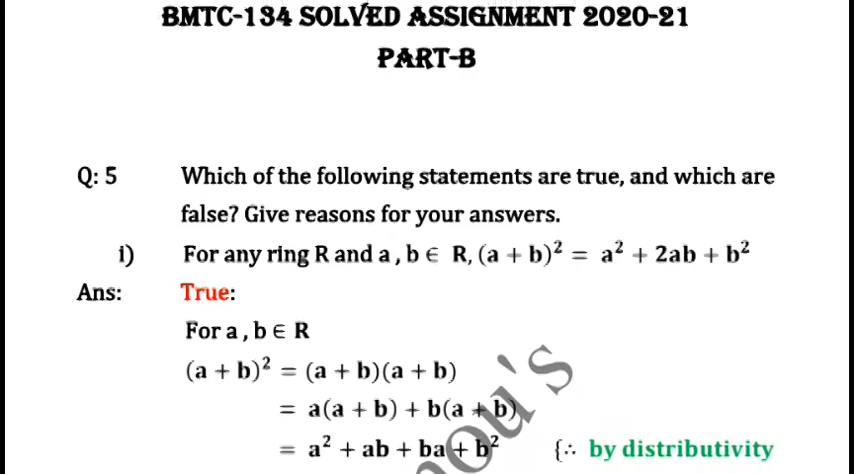 BMTC-134 SOLVED ASSIGNMENT 2020-21
PART-B
Q: 5 Which of the following statements are true, and which are
false? Give reasons for your answers.
i) For any ring R and a , b ∈ R, (a + b)² = a² + 2ab + b²
Ans: True:
For a , b ∈ R
(a + b)² = (a + b)(a + b)
= a(a + b) + b(a + b)
= a² + ab + ba + b² {∴ by distributivity